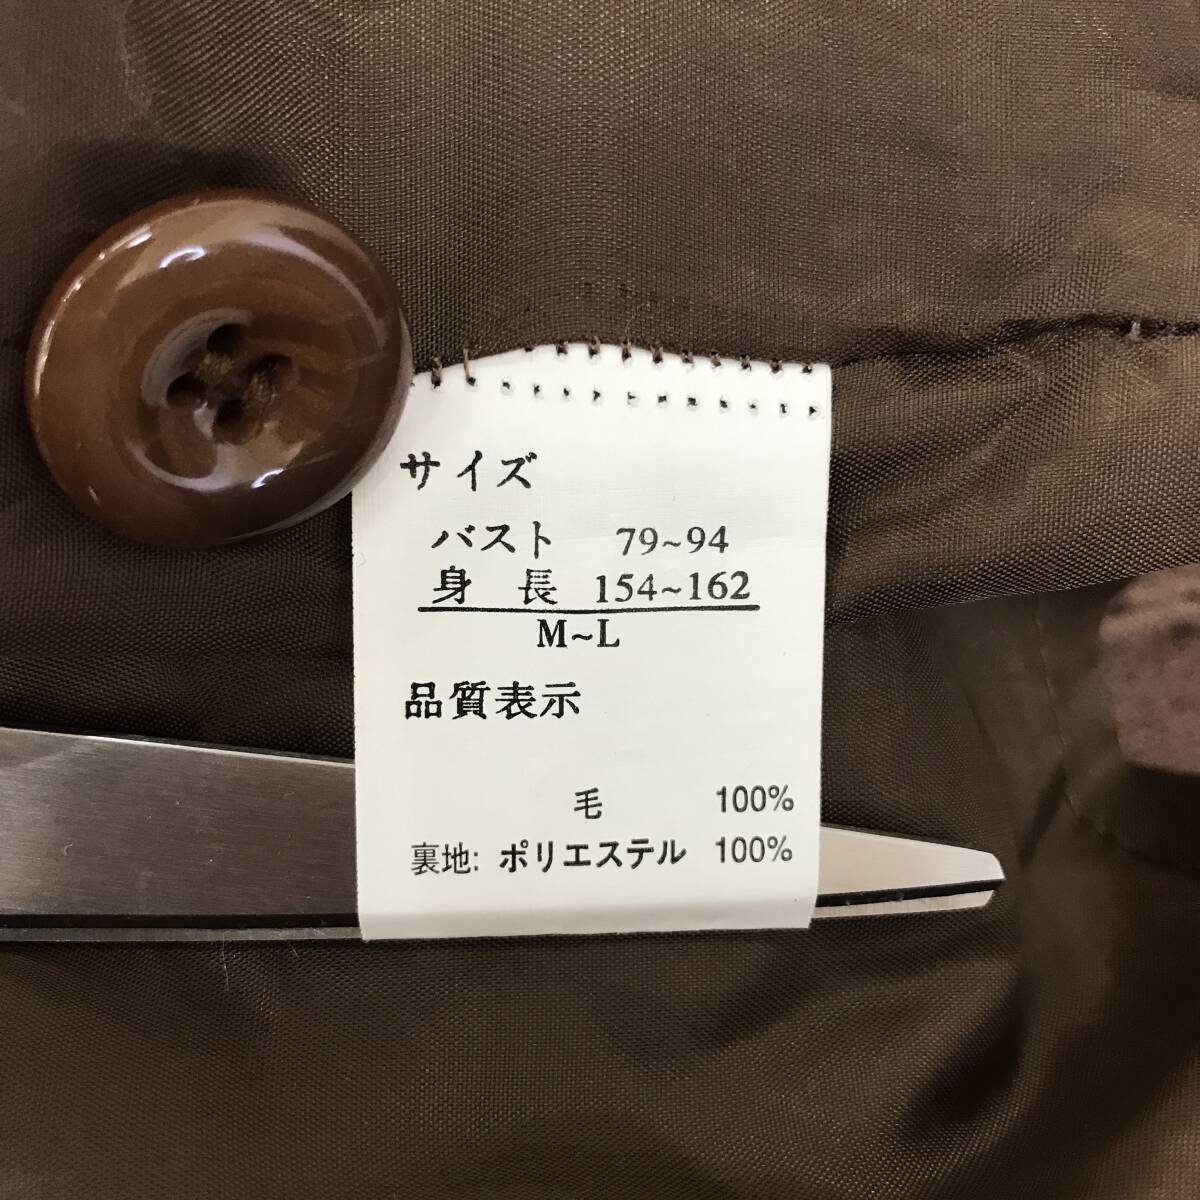 サイズ
バスト 79~94
身 長 154~162
M~L
品質表示
毛 100%
裏地: ポリエステル 100%